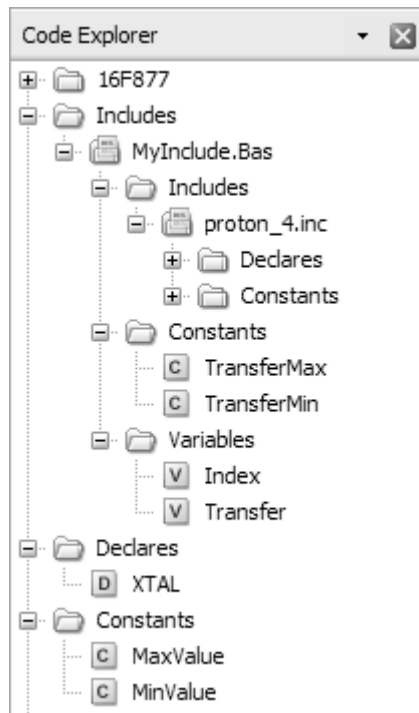 Code Explorer
16F877
Includes
MyInclude.Bas
Includes
proton_4.inc
Declares
Constants
Constants
C TransferMax
C TransferMin
Variables
V Index
V Transfer
Declares
D XTAL
Constants
C MaxValue
C MinValue